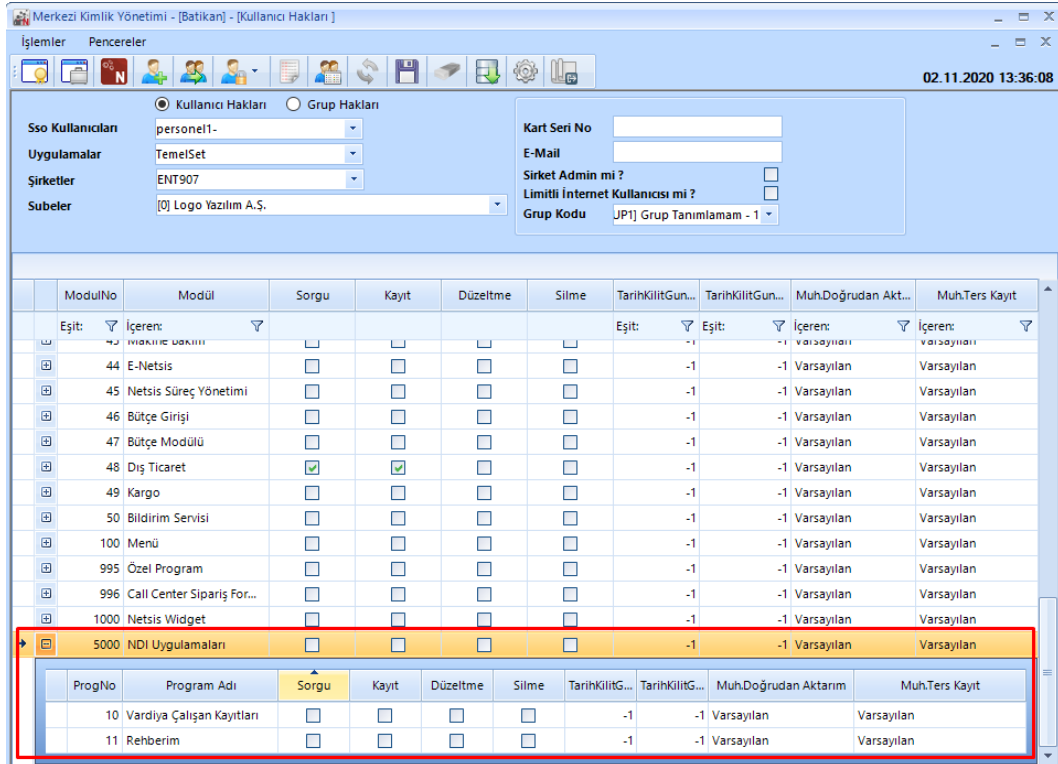 Merkezi Kimlik Yönetimi - [Batikan] - [Kullanıcı Hakları ]
İşlemler Pencereler
02.11.2020 13:36:08
Kullanıcı Hakları Grup Hakları
Sso Kullanıcıları personel1- Kart Seri No
Uygulamalar TemelSet E-Mail
Şirketler ENT907 Sirket Admin mi ?
Limitli İnternet Kullanıcısı mi ?
Subeler [0] Logo Yazılım A.Ş. Grup Kodu JP1] Grup Tanımlamam - 1
ModulNo Modül Sorgu Kayıt Düzeltme Silme TarihKilitGun... TarihKilitGun... Muh.Doğrudan Akt... Muh.Ters Kayıt
Eşit: İçeren: Eşit: Eşit: İçeren: İçeren:
43 Makine Bakım -1 -1 Varsayılan Varsayılan
44 E-Netsis -1 -1 Varsayılan Varsayılan
45 Netsis Süreç Yönetimi -1 -1 Varsayılan Varsayılan
46 Bütçe Girişi -1 -1 Varsayılan Varsayılan
47 Bütçe Modülü -1 -1 Varsayılan Varsayılan
48 Dış Ticaret -1 -1 Varsayılan Varsayılan
49 Kargo -1 -1 Varsayılan Varsayılan
50 Bildirim Servisi -1 -1 Varsayılan Varsayılan
100 Menü -1 -1 Varsayılan Varsayılan
995 Özel Program -1 -1 Varsayılan Varsayılan
996 Call Center Sipariş For... -1 -1 Varsayılan Varsayılan
1000 Netsis Widget -1 -1 Varsayılan Varsayılan
5000 NDI Uygulamaları -1 -1 Varsayılan Varsayılan
ProgNo Program Adı Sorgu Kayıt Düzeltme Silme TarihKilitG... TarihKilitG... Muh.Doğrudan Aktarım Muh.Ters Kayıt
10 Vardiya Çalışan Kayıtları -1 -1 Varsayılan Varsayılan
11 Rehberim -1 -1 Varsayılan Varsayılan